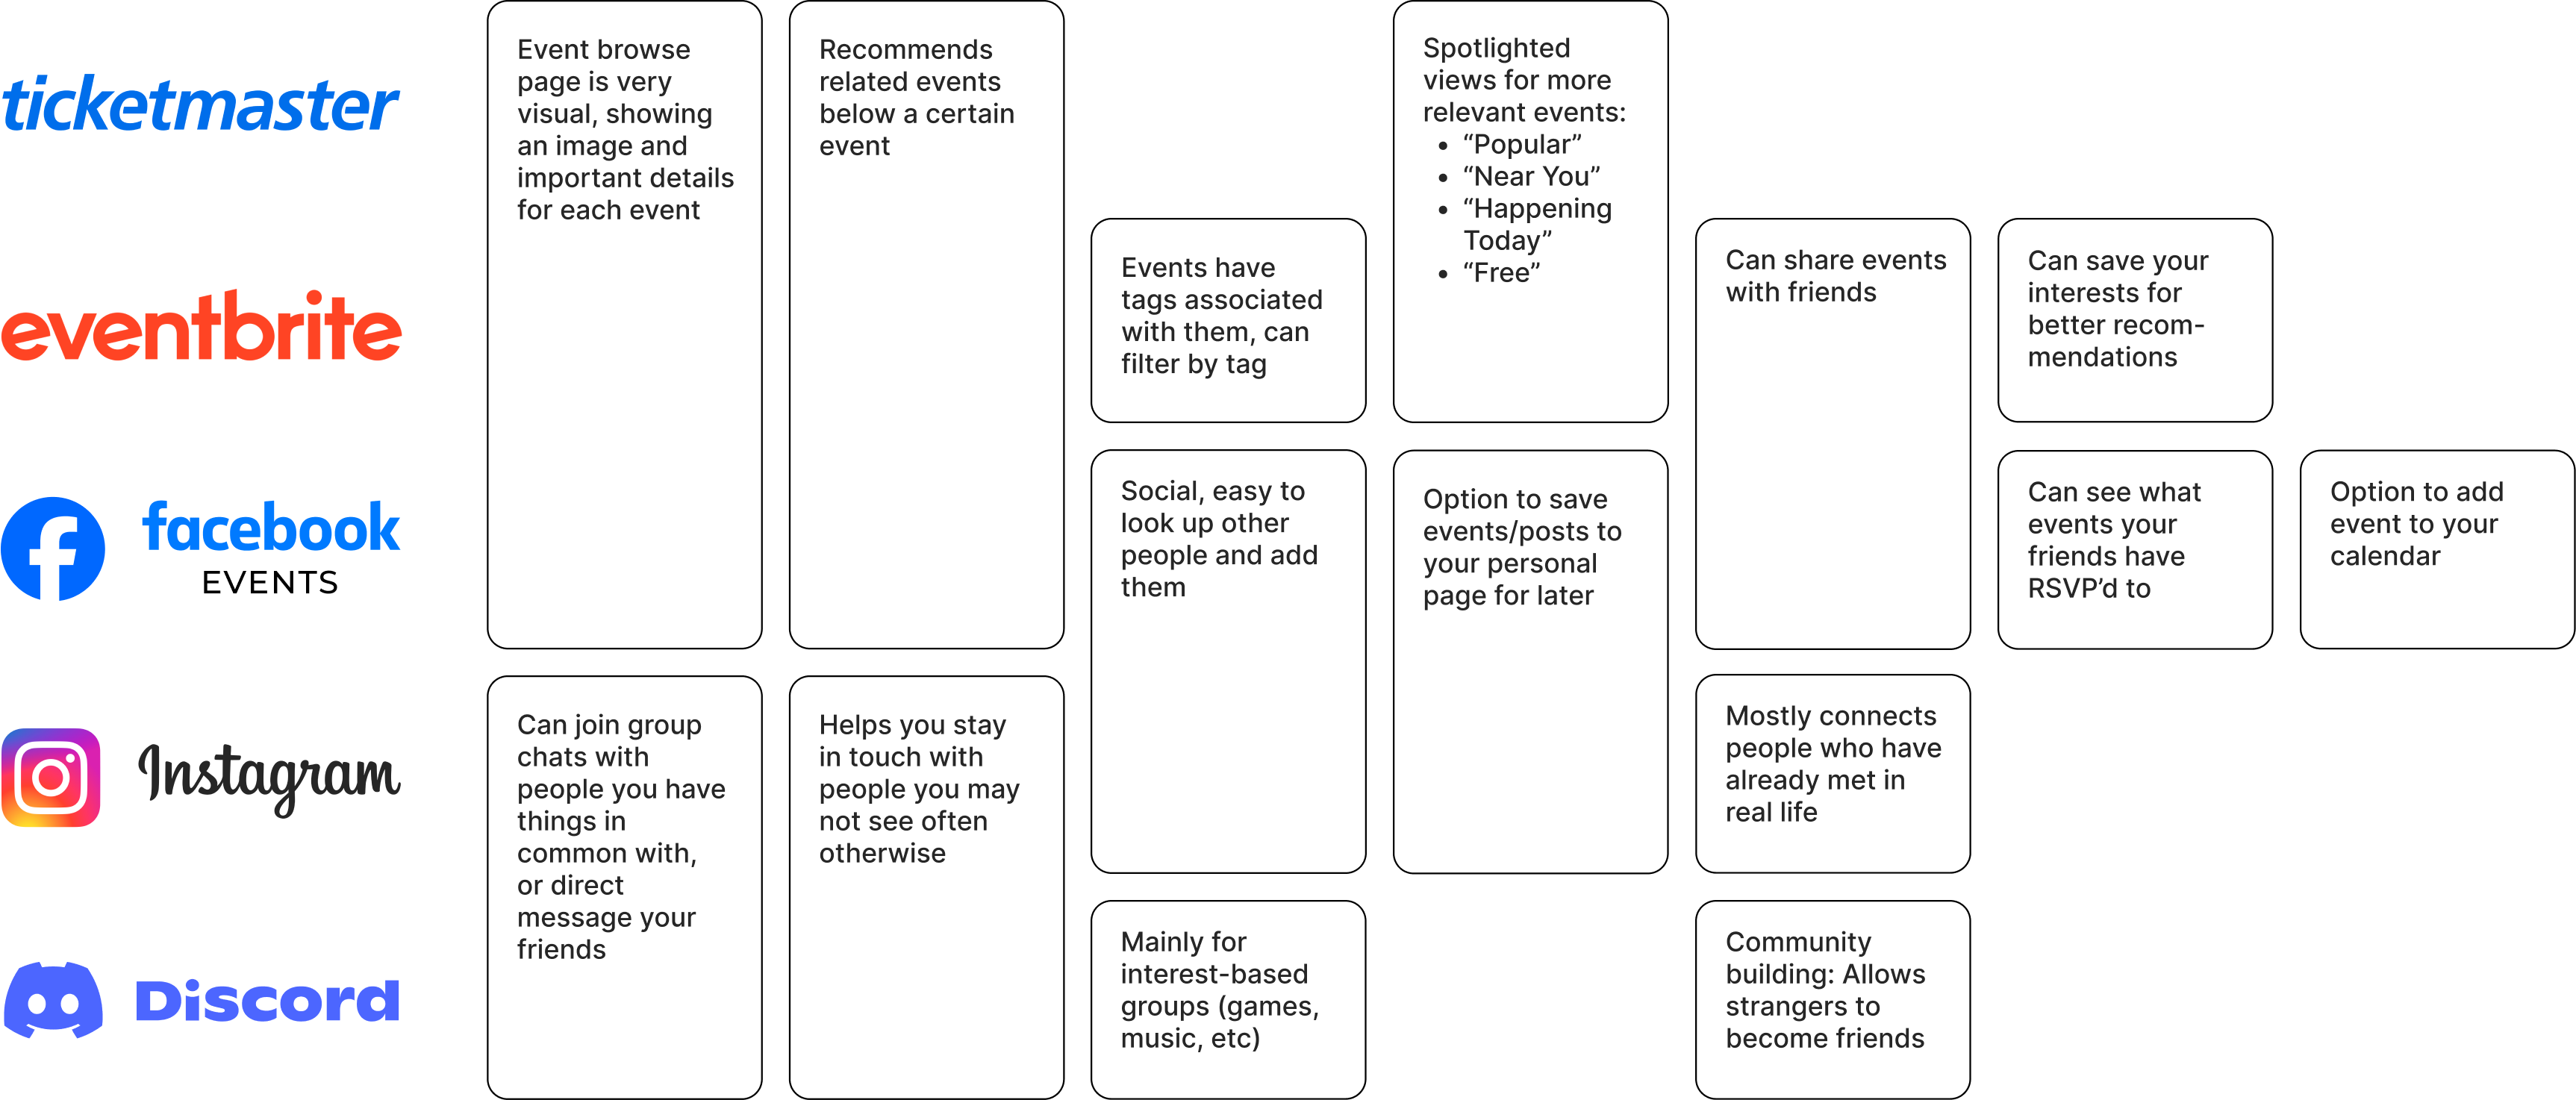 ticketmaster
Event browse
page is very
visual, showing
an image and
important details
for each event
Recommends
related events
below a certain
event
Spotlighted
views for more
relevant events:
• “Popular”
• “Near You”
• “Happening
Today”
• “Free”
eventbrite
Events have
tags associated
with them, can
filter by tag
Can share events
with friends
Can save your
interests for
better recom-
mendations
facebook
EVENTS
Social, easy to
look up other
people and add
them
Option to save
events/posts to
your personal
page for later
Can see what
events your
friends have
RSVP’d to
Option to add
event to your
calendar
Instagram
Can join group
chats with
people you have
things in
common with,
or direct
message your
friends
Helps you stay
in touch with
people you may
not see often
otherwise
Mostly connects
people who have
already met in
real life
Discord
Mainly for
interest-based
groups (games,
music, etc)
Community
building: Allows
strangers to
become friends